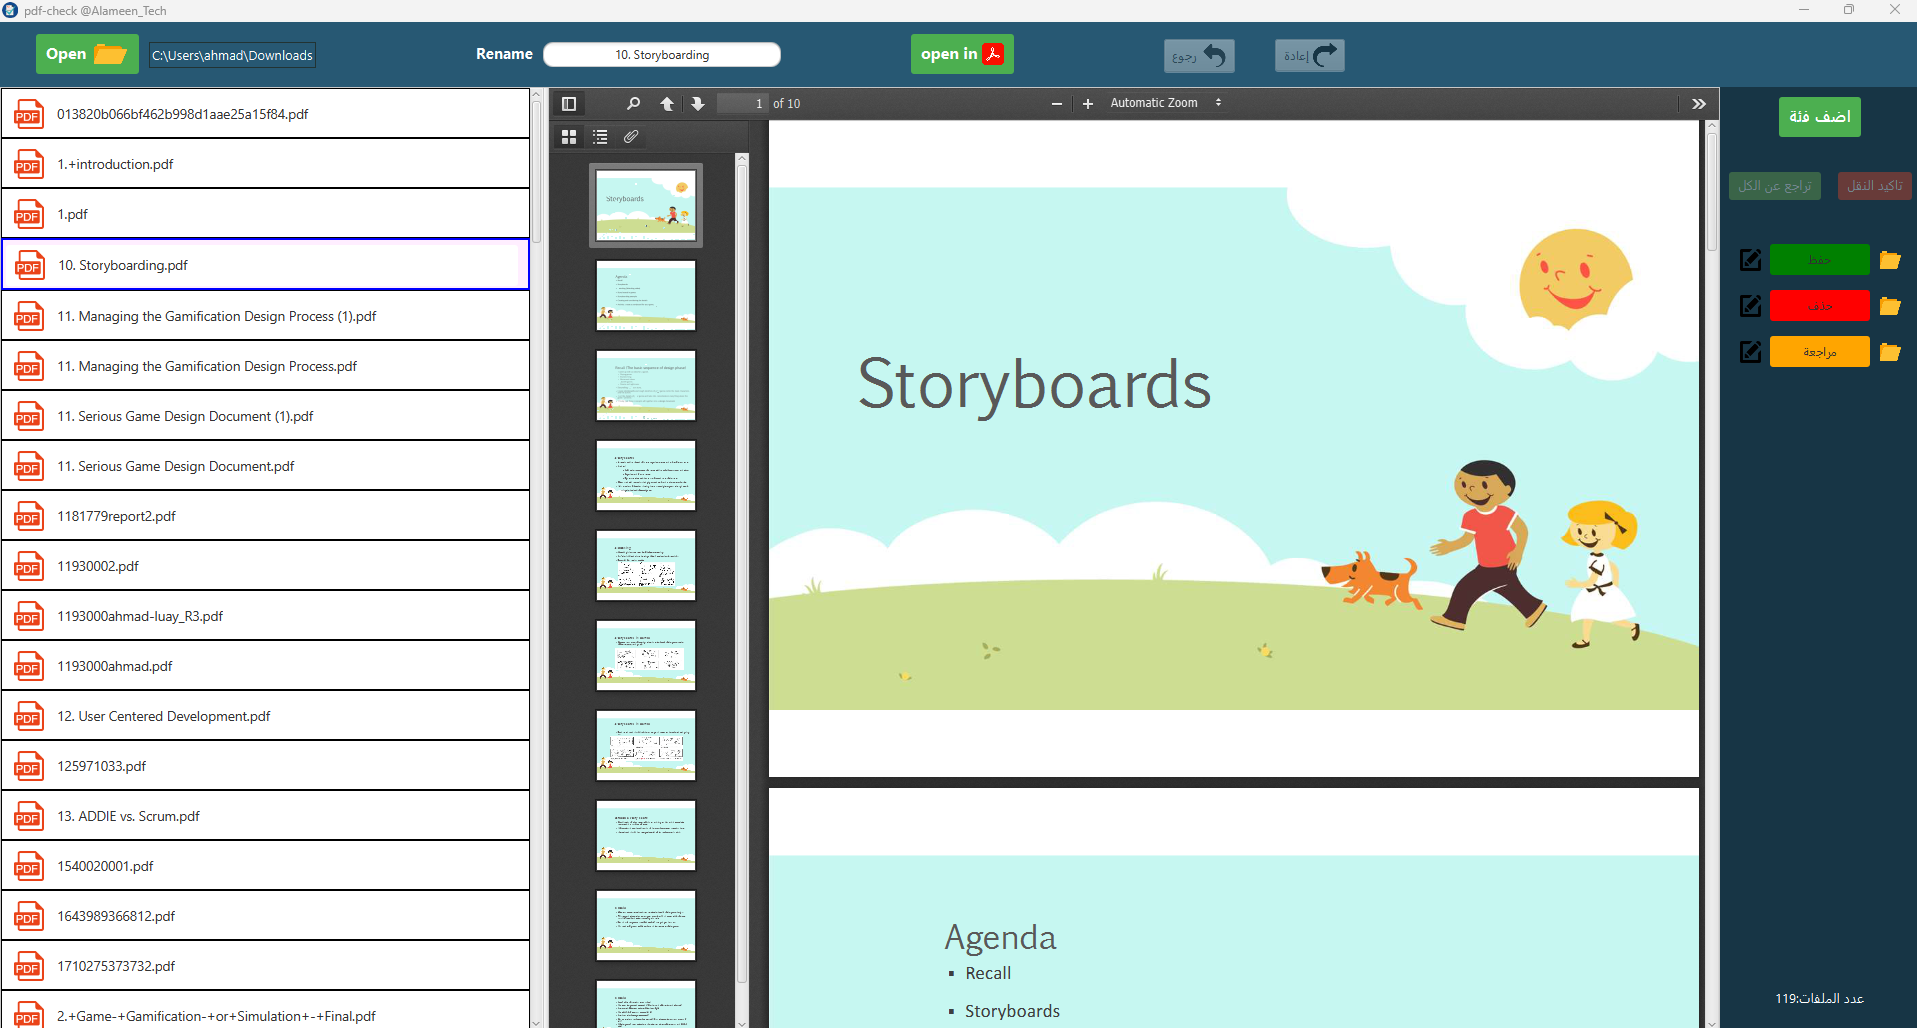 pdf-check @Alameen_Tech
Open
C:\Users\ahmad\Downloads
Rename
10. Storyboarding
open in
رجوع
إعادة
013820b066bf462b998d1aae25a15f84.pdf
1.+introduction.pdf
1.pdf
10. Storyboarding.pdf
11. Managing the Gamification Design Process (1).pdf
11. Managing the Gamification Design Process.pdf
11. Serious Game Design Document (1).pdf
11. Serious Game Design Document.pdf
1181779report2.pdf
11930002.pdf
1193000ahmad-luay_R3.pdf
1193000ahmad.pdf
12. User Centered Development.pdf
125971033.pdf
13. ADDIE vs. Scrum.pdf
1540020001.pdf
1643989366812.pdf
1710275373732.pdf
2.+Game-+Gamification-+or+Simulation+-+Final.pdf
1 of 10
Automatic Zoom
Storyboards
Storyboards
Agenda
▪ Recall
▪ Storyboards
اضف فئة
تاكيد النقل
تراجع عن الكل
حفظ
حذف
مراجعة
عدد الملفات:119